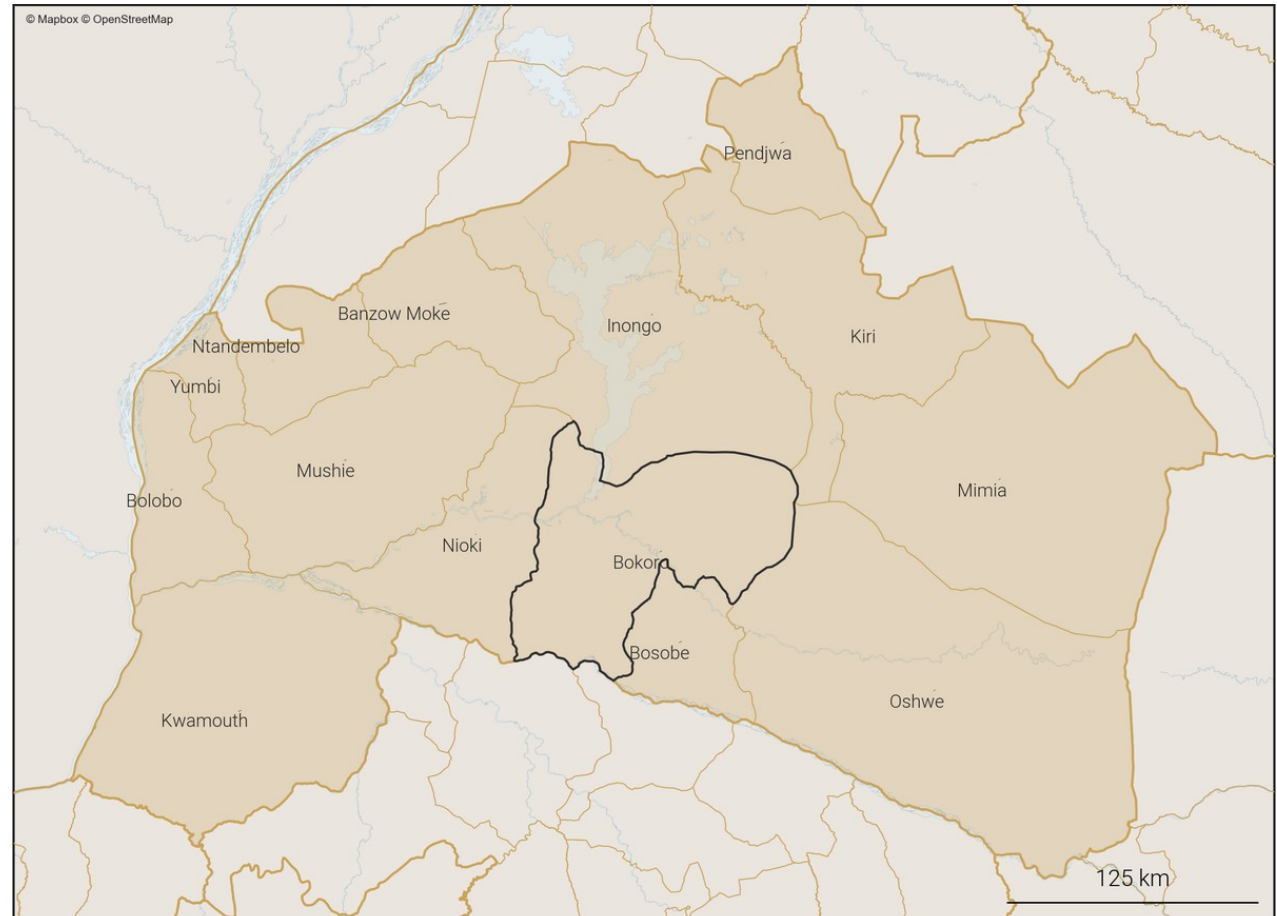 © Mapbox © OpenStreetMap
Pendjwa
Banzow Moke
Inongo
Kiri
Ntandembelo
Yumbi
Mushie
Bolobo
Mimia
Nioki
Bokoro
Bosobe
Oshwe
Kwamouth
125 km